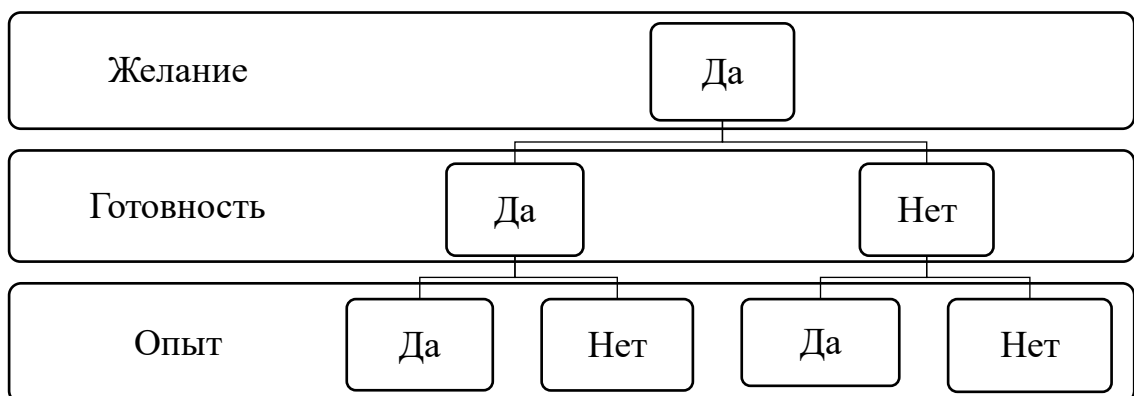 Желание
Да
Готовность
Да
Нет
Опыт
Да
Нет
Да
Нет